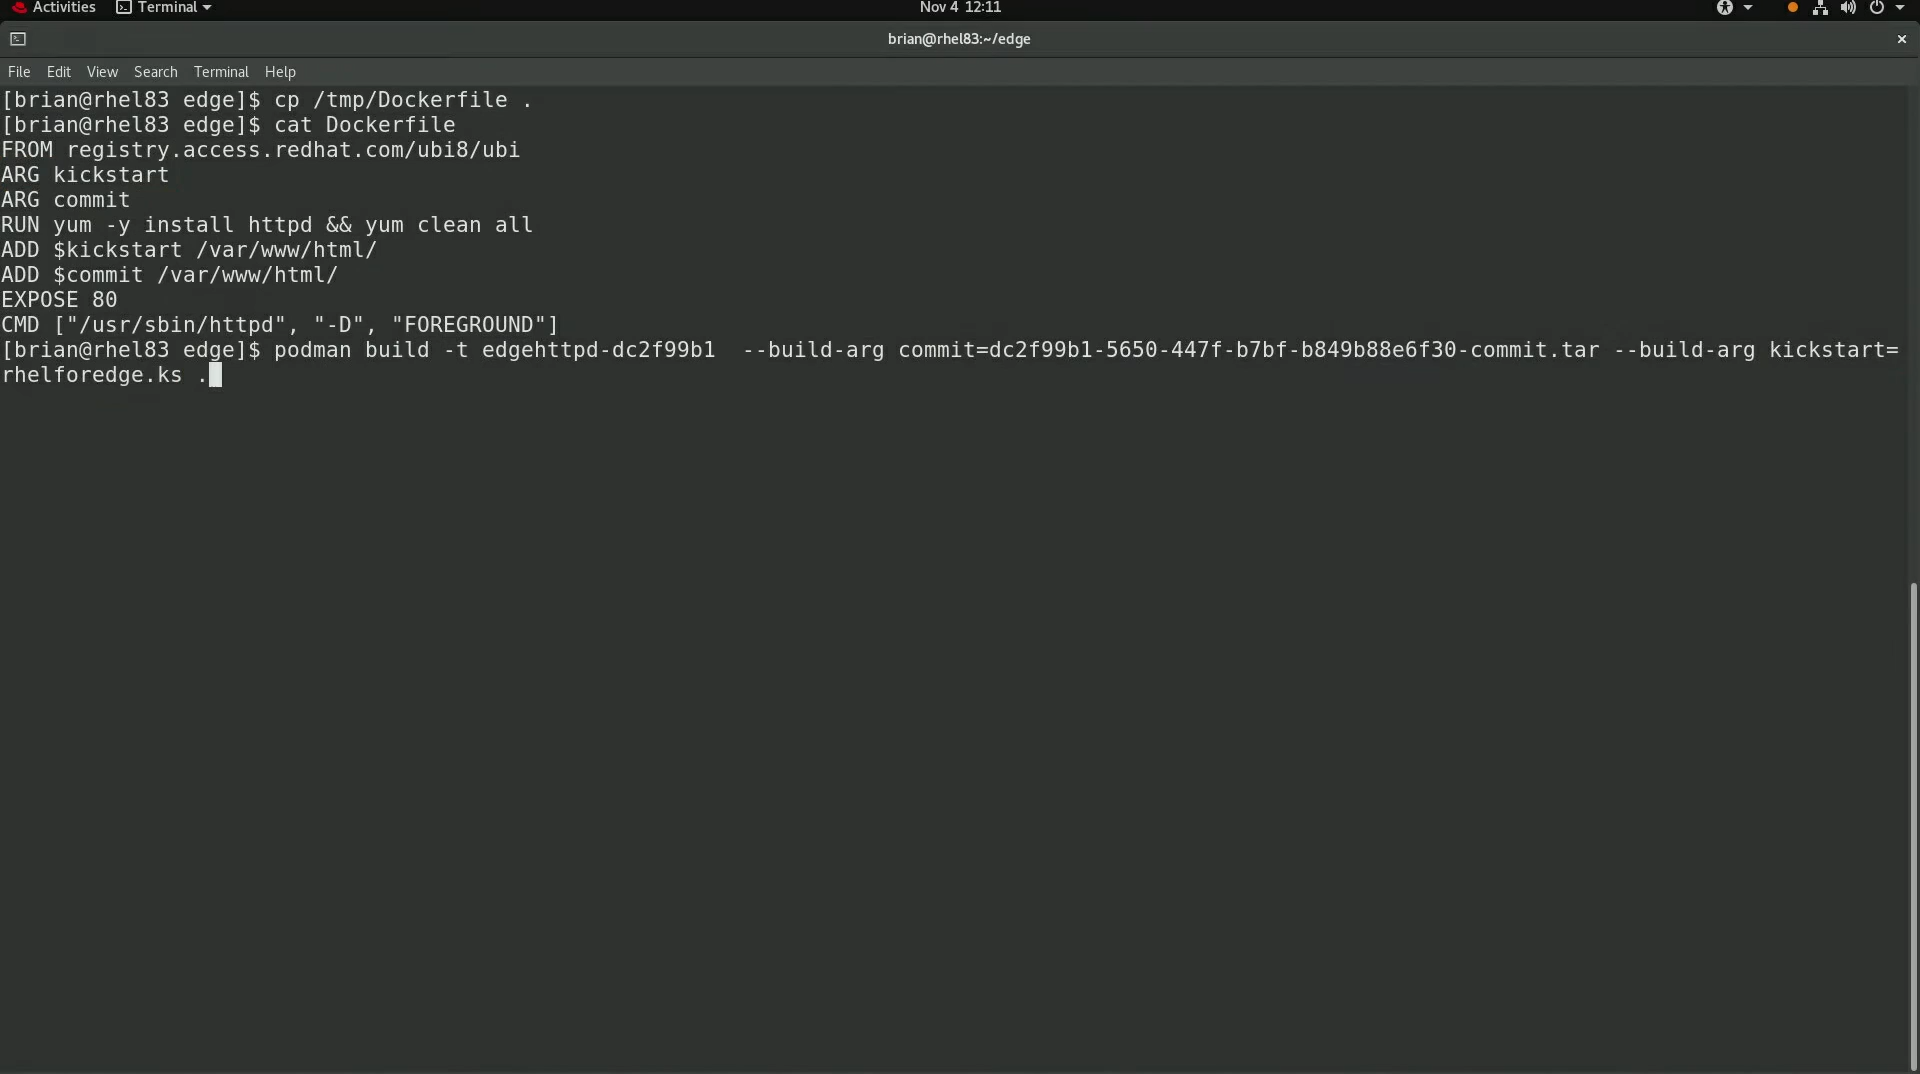 Activities Terminal Nov 4 12:11
brian@rhel83:~/edge
File Edit View Search Terminal Help
[brian@rhel83 edge]$ cp /tmp/Dockerfile .
[brian@rhel83 edge]$ cat Dockerfile
FROM registry.access.redhat.com/ubi8/ubi
ARG kickstart
ARG commit
RUN yum -y install httpd && yum clean all
ADD $kickstart /var/www/html/
ADD $commit /var/www/html/
EXPOSE 80
CMD ["/usr/sbin/httpd", "-D", "FOREGROUND"]
[brian@rhel83 edge]$ podman build -t edgehttpd-dc2f99b1  --build-arg commit=dc2f99b1-5650-447f-b7bf-b849b88e6f30-commit.tar --build-arg kickstart=
rhelforedge.ks .